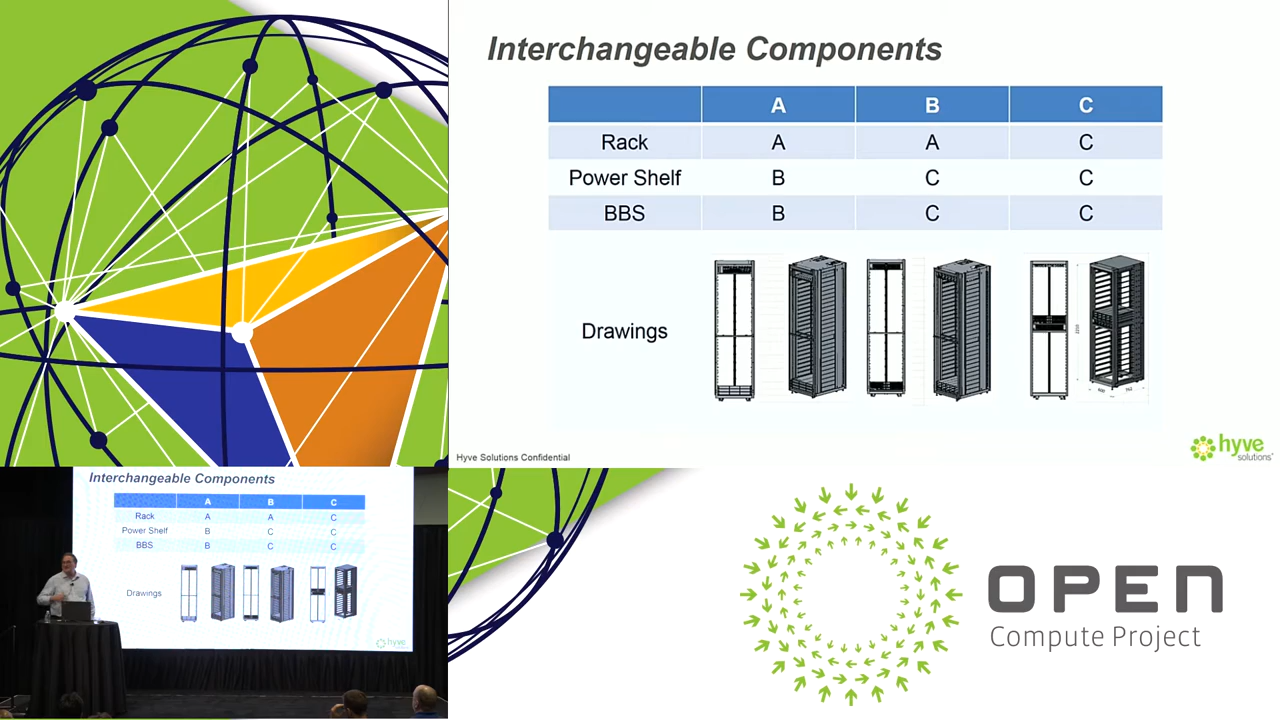 Interchangeable Components
A B C
Rack A A C
Power Shelf B C C
BBS B C C
Drawings
Hyve Solutions Confidential
hyve
solutions
Interchangeable Components
A B C
Rack A A C
Power Shelf B C C
BBS B C C
Drawings
hyve
OPEN
Compute Project